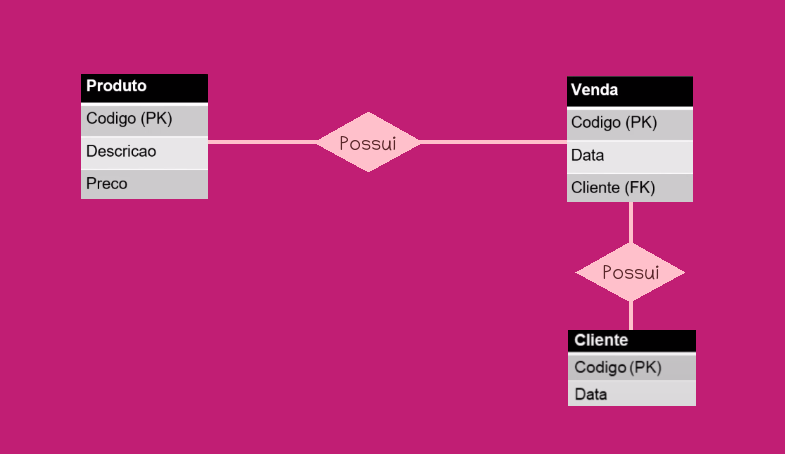 Produto
Codigo (PK)
Descricao
Preco
Possui
Venda
Codigo (PK)
Data
Cliente (FK)
Possui
Cliente
Codigo (PK)
Data